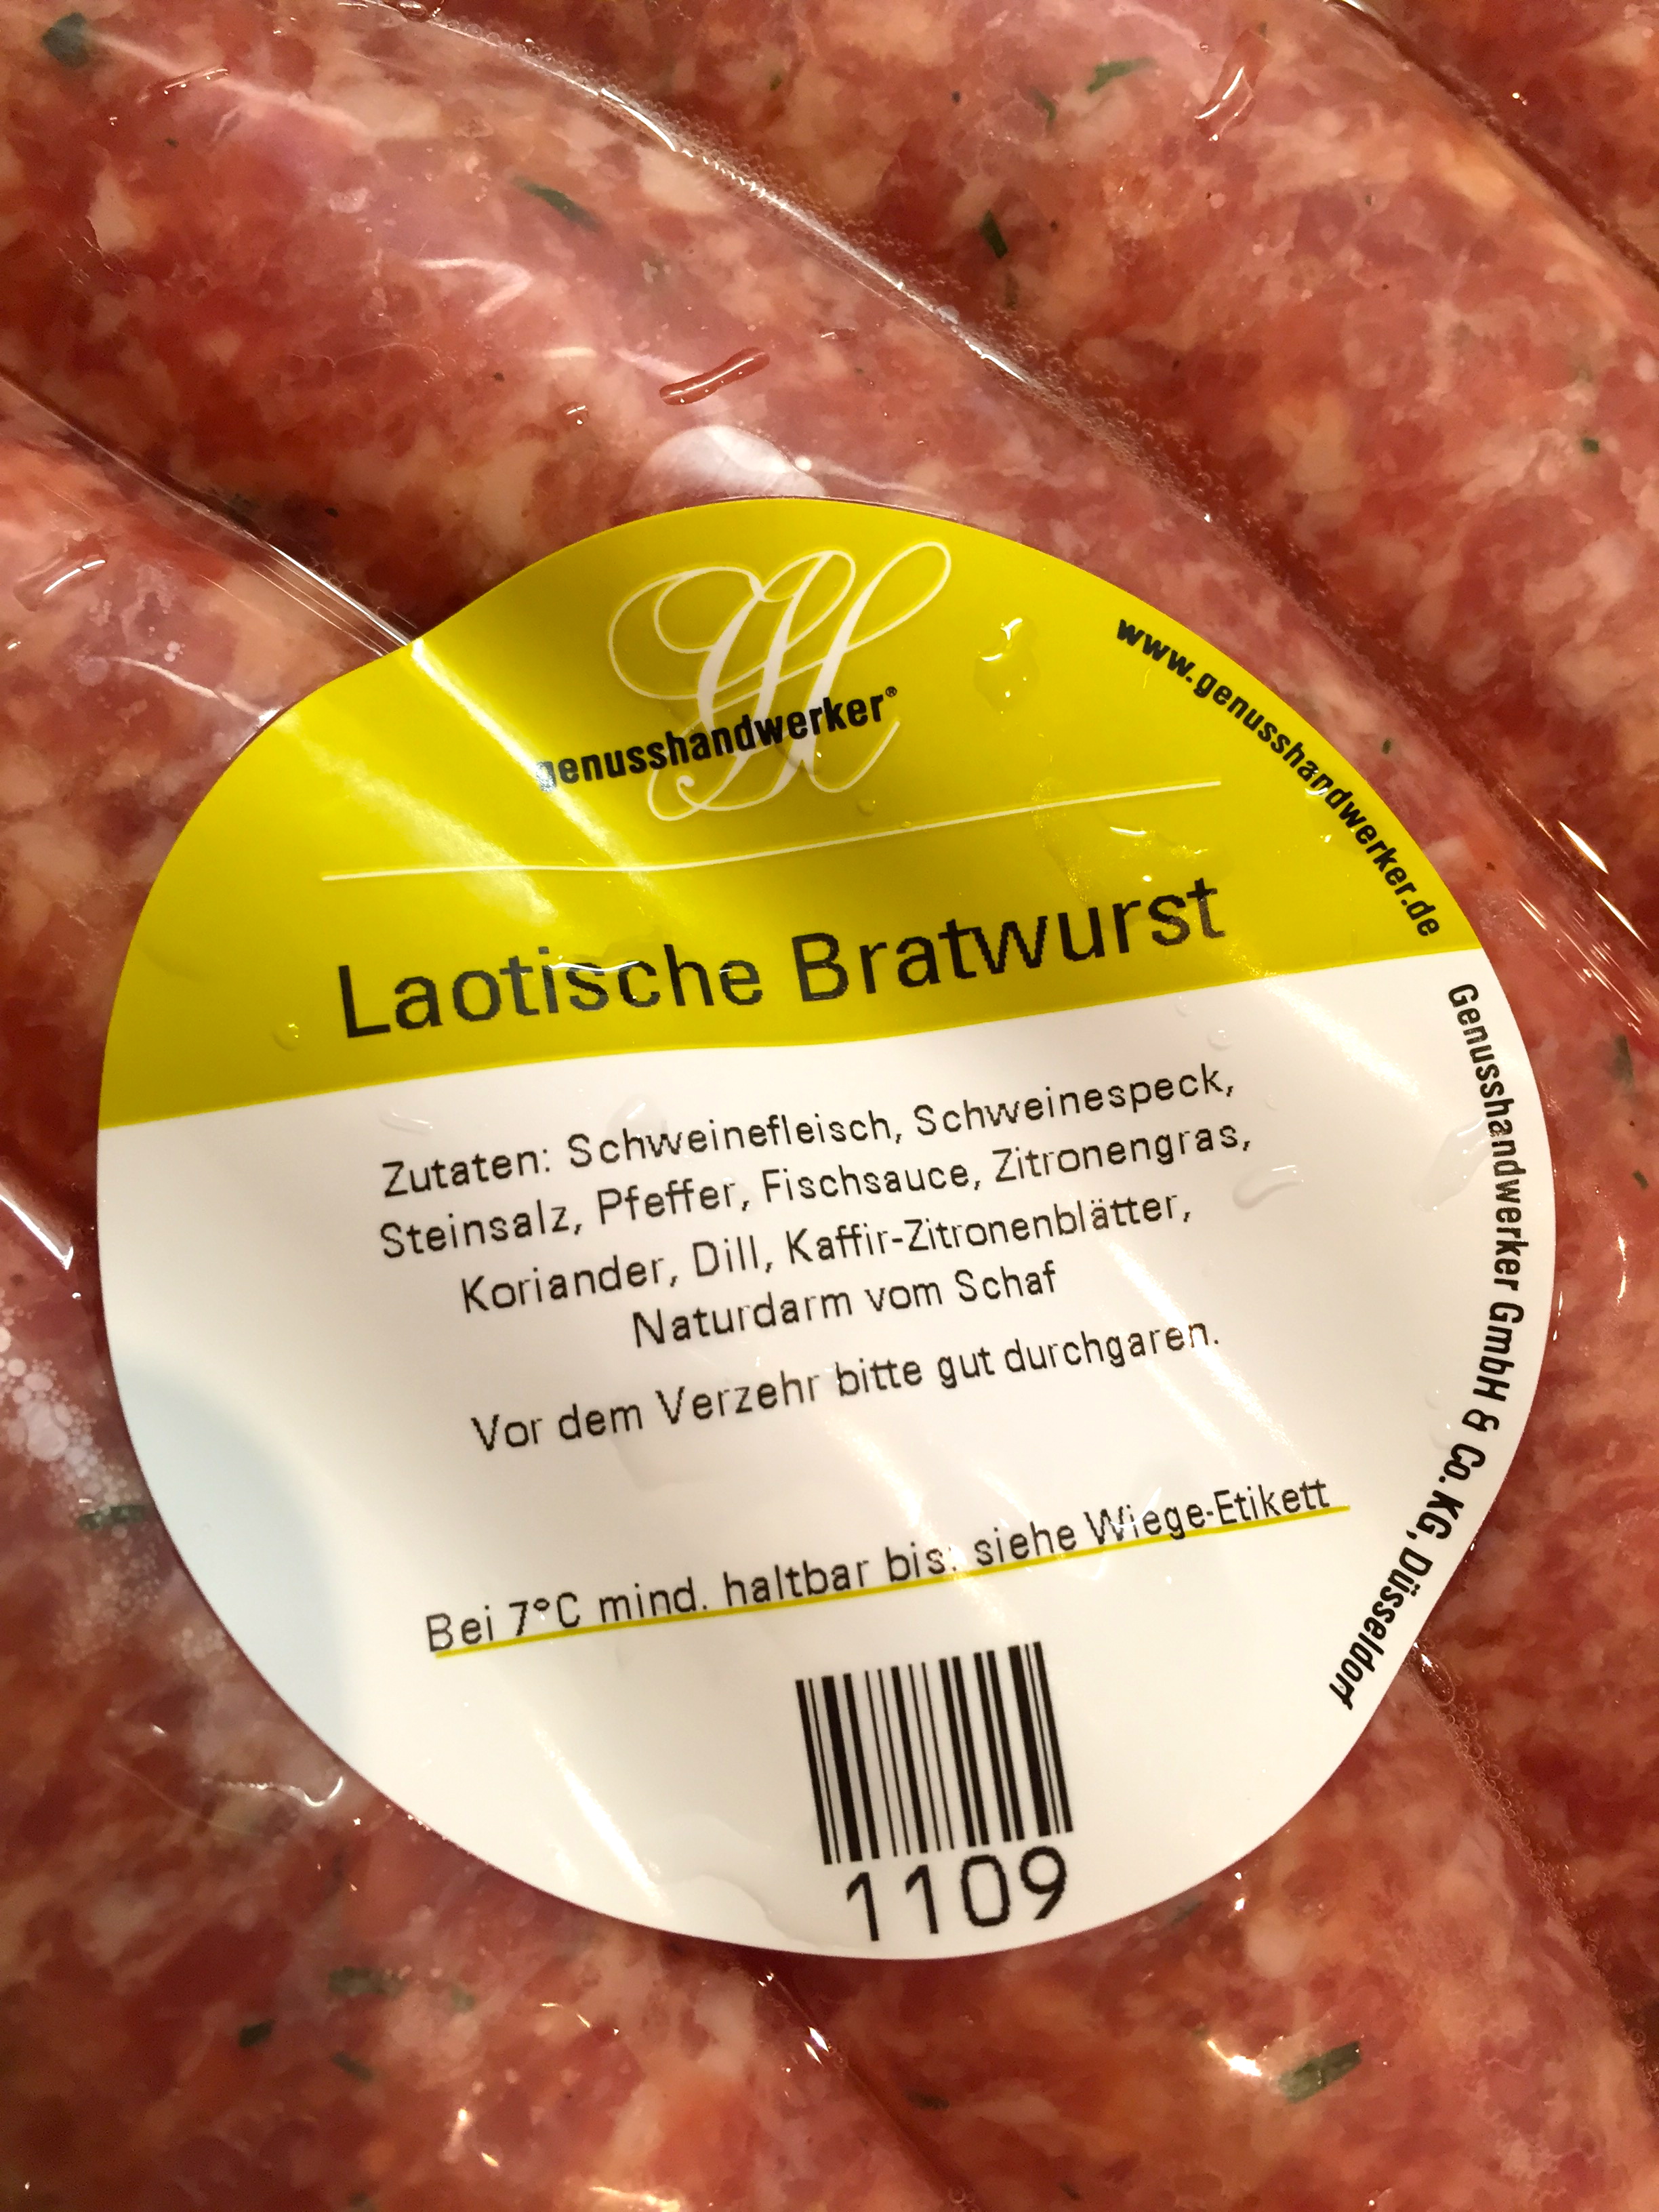 genusshandwerker®
www.genusshandwerker.de
Laotische Bratwurst
Zutaten: Schweinefleisch, Schweinespeck,
Steinsalz, Pfeffer, Fischsauce, Zitronengras,
Koriander, Dill, Kaffir-Zitronenblätter,
Naturdarm vom Schaf
Vor dem Verzehr bitte gut durchgaren.
Bei 7°C mind. haltbar bis: siehe Wiege-Etikett
1109
Genusshandwerker GmbH & Co. KG, Düsseldorf